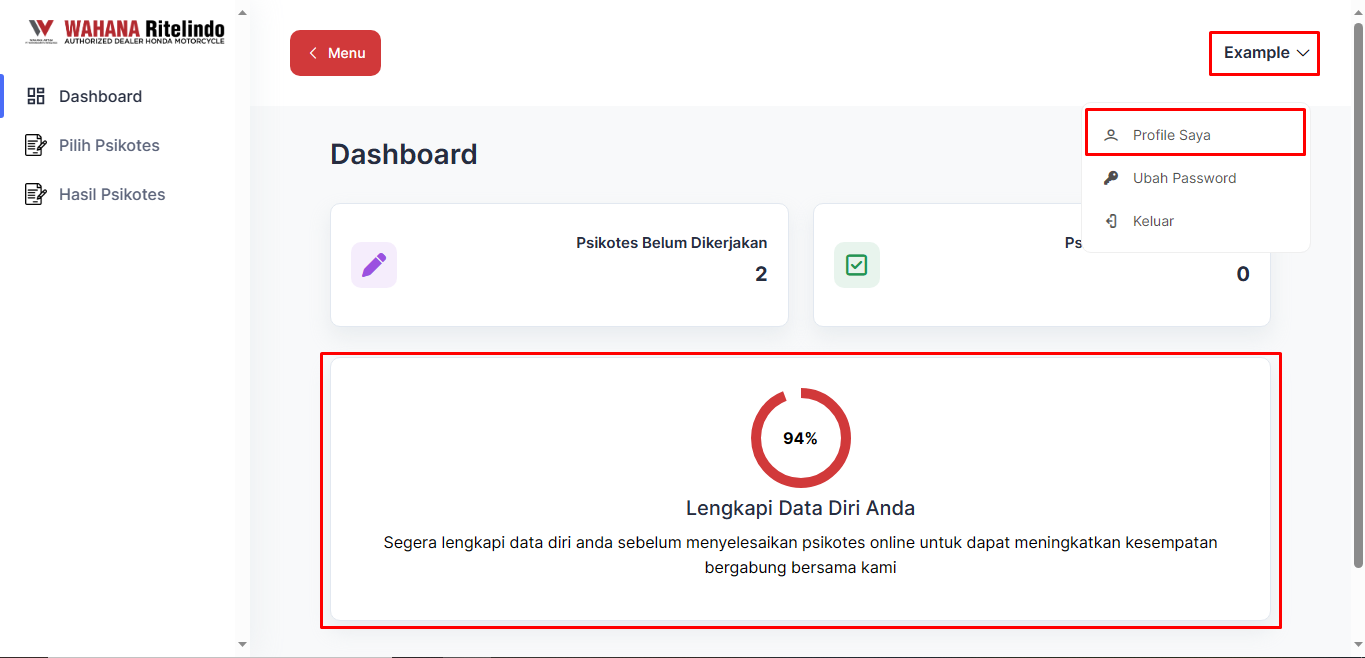 WAHANA Ritelindo
AUTHORIZED DEALER HONDA MOTORCYCLE
Menu
Example
Dashboard
Pilih Psikotes
Hasil Psikotes
Profile Saya
Ubah Password
Keluar
Dashboard
Psikotes Belum Dikerjakan
2
Ps
0
94%
Lengkapi Data Diri Anda
Segera lengkapi data diri anda sebelum menyelesaikan psikotes online untuk dapat meningkatkan kesempatan
bergabung bersama kami